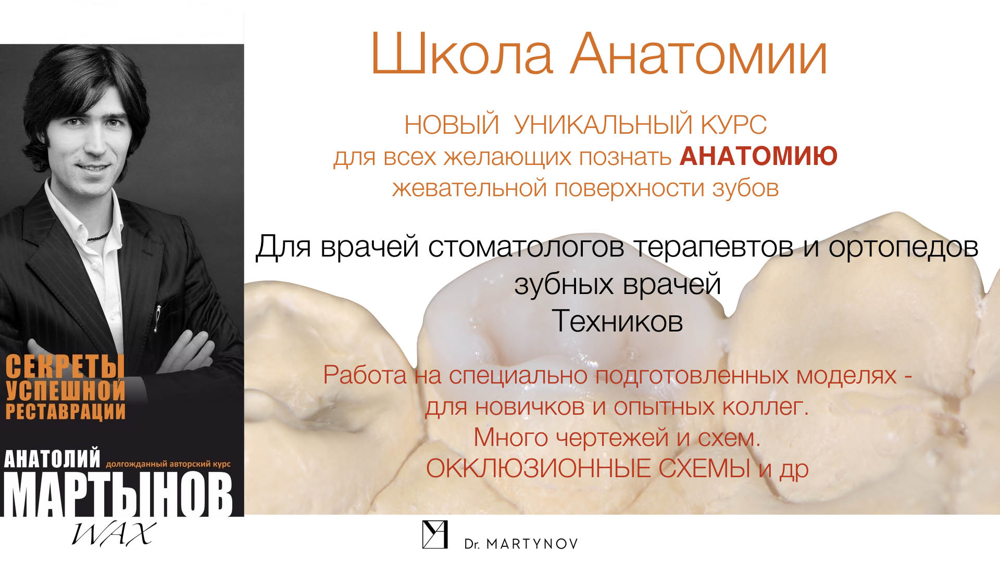 Школа Анатомии
НОВЫЙ УНИКАЛЬНЫЙ КУРС
для всех желающих познать АНАТОМИЮ
жевательной поверхности зубов
Для врачей стоматологов терапевтов и ортопедов
зубных врачей
Техников
Работа на специально подготовленных моделях -
для новичков и опытных коллег.
Много чертежей и схем.
ОККЛЮЗИОННЫЕ СХЕМЫ и др
СЕКРЕТЫ
УСПЕШНОЙ
РЕСТАВРАЦИИ
АНАТОЛИЙ долгожданный авторский курс
МАРТЫНОВ
WAX
Dr. MARTYNOV